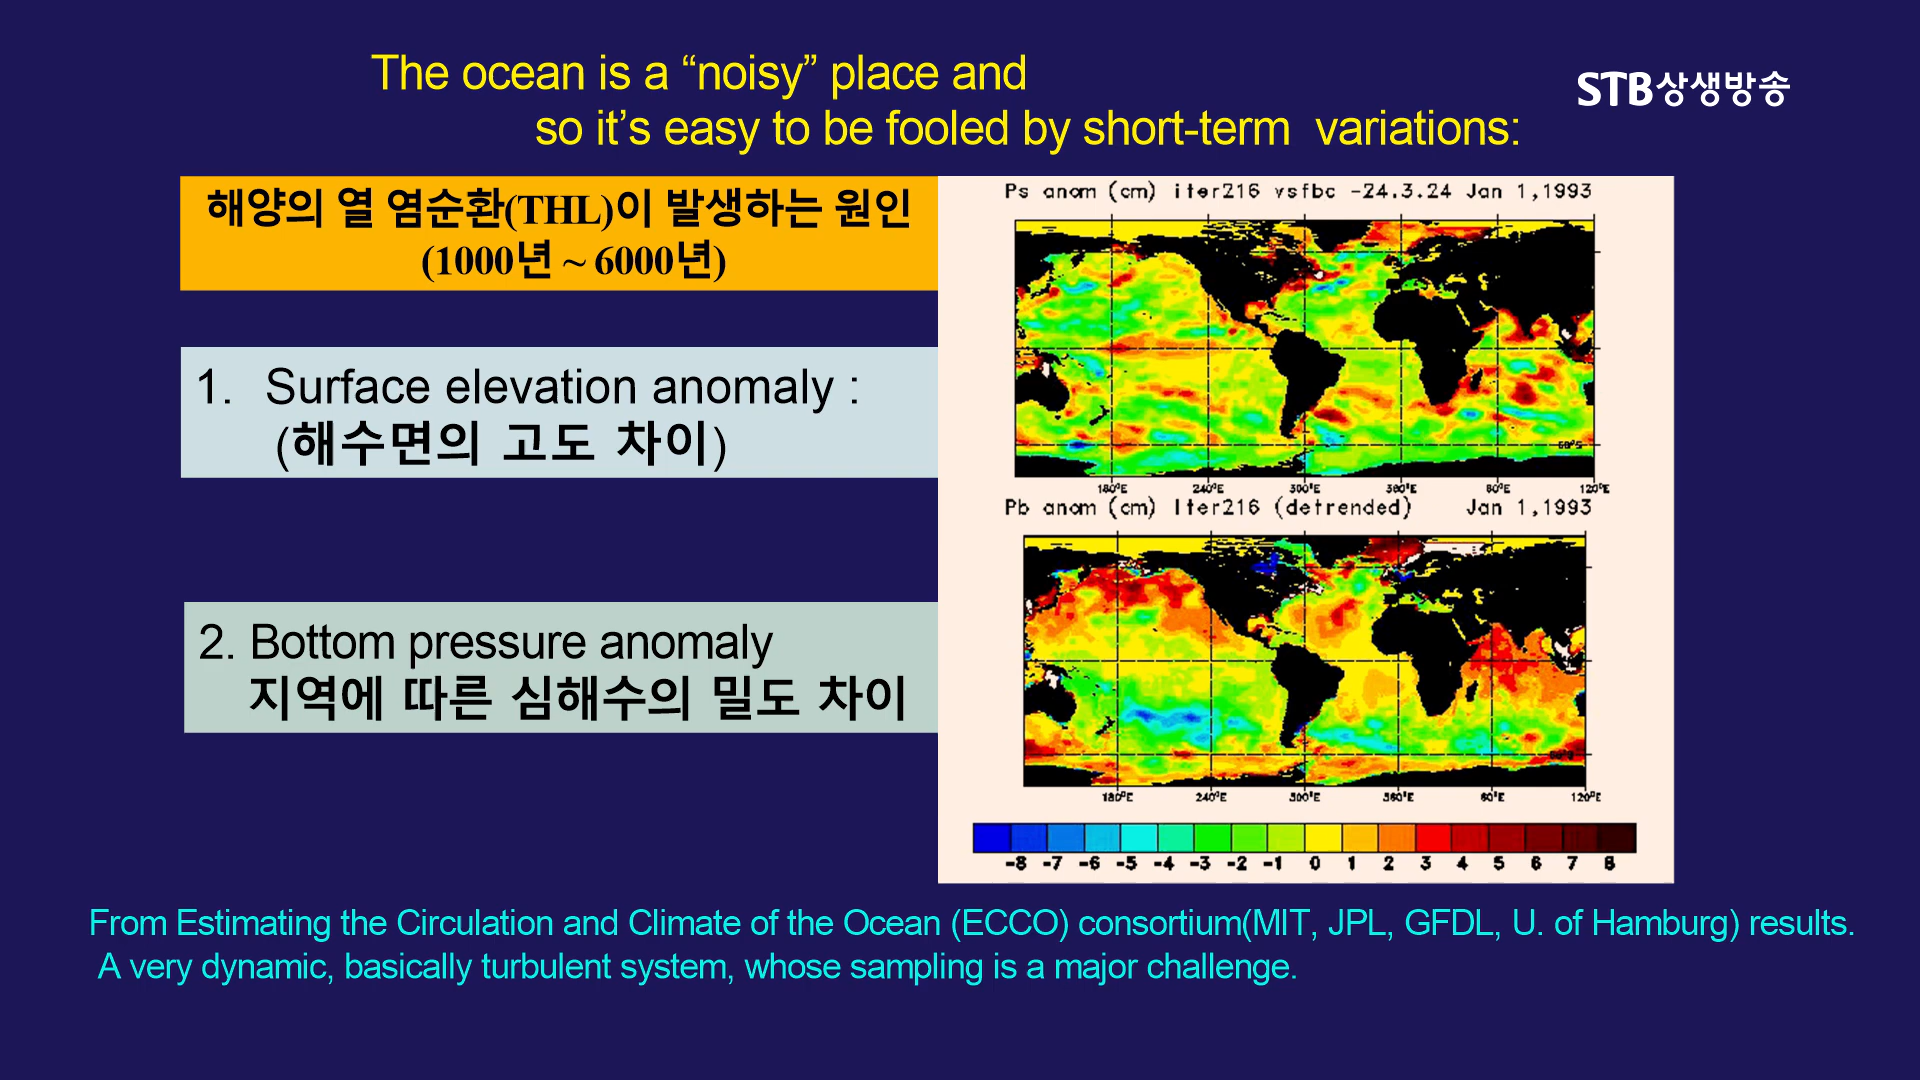 The ocean is a “noisy” place and
so it’s easy to be fooled by short-term variations:
STB상생방송
해양의 열 염순환(THL)이 발생하는 원인
(1000년 ~ 6000년)
1. Surface elevation anomaly :
(해수면의 고도 차이)
2. Bottom pressure anomaly
지역에 따른 심해수의 밀도 차이
Ps anom (cm) iter216 vsfbc -24.3.24 Jan 1,1993
60°S
180°E 240°E 300°E 360°E 60°E 120°E
Pb anom (cm) Iter216 (detrended) Jan 1,1993
180°E 240°E 300°E 360°E 60°E 120°E
-8 -7 -6 -5 -4 -3 -2 -1 0 1 2 3 4 5 6 7 8
From Estimating the Circulation and Climate of the Ocean (ECCO) consortium(MIT, JPL, GFDL, U. of Hamburg) results.
A very dynamic, basically turbulent system, whose sampling is a major challenge.